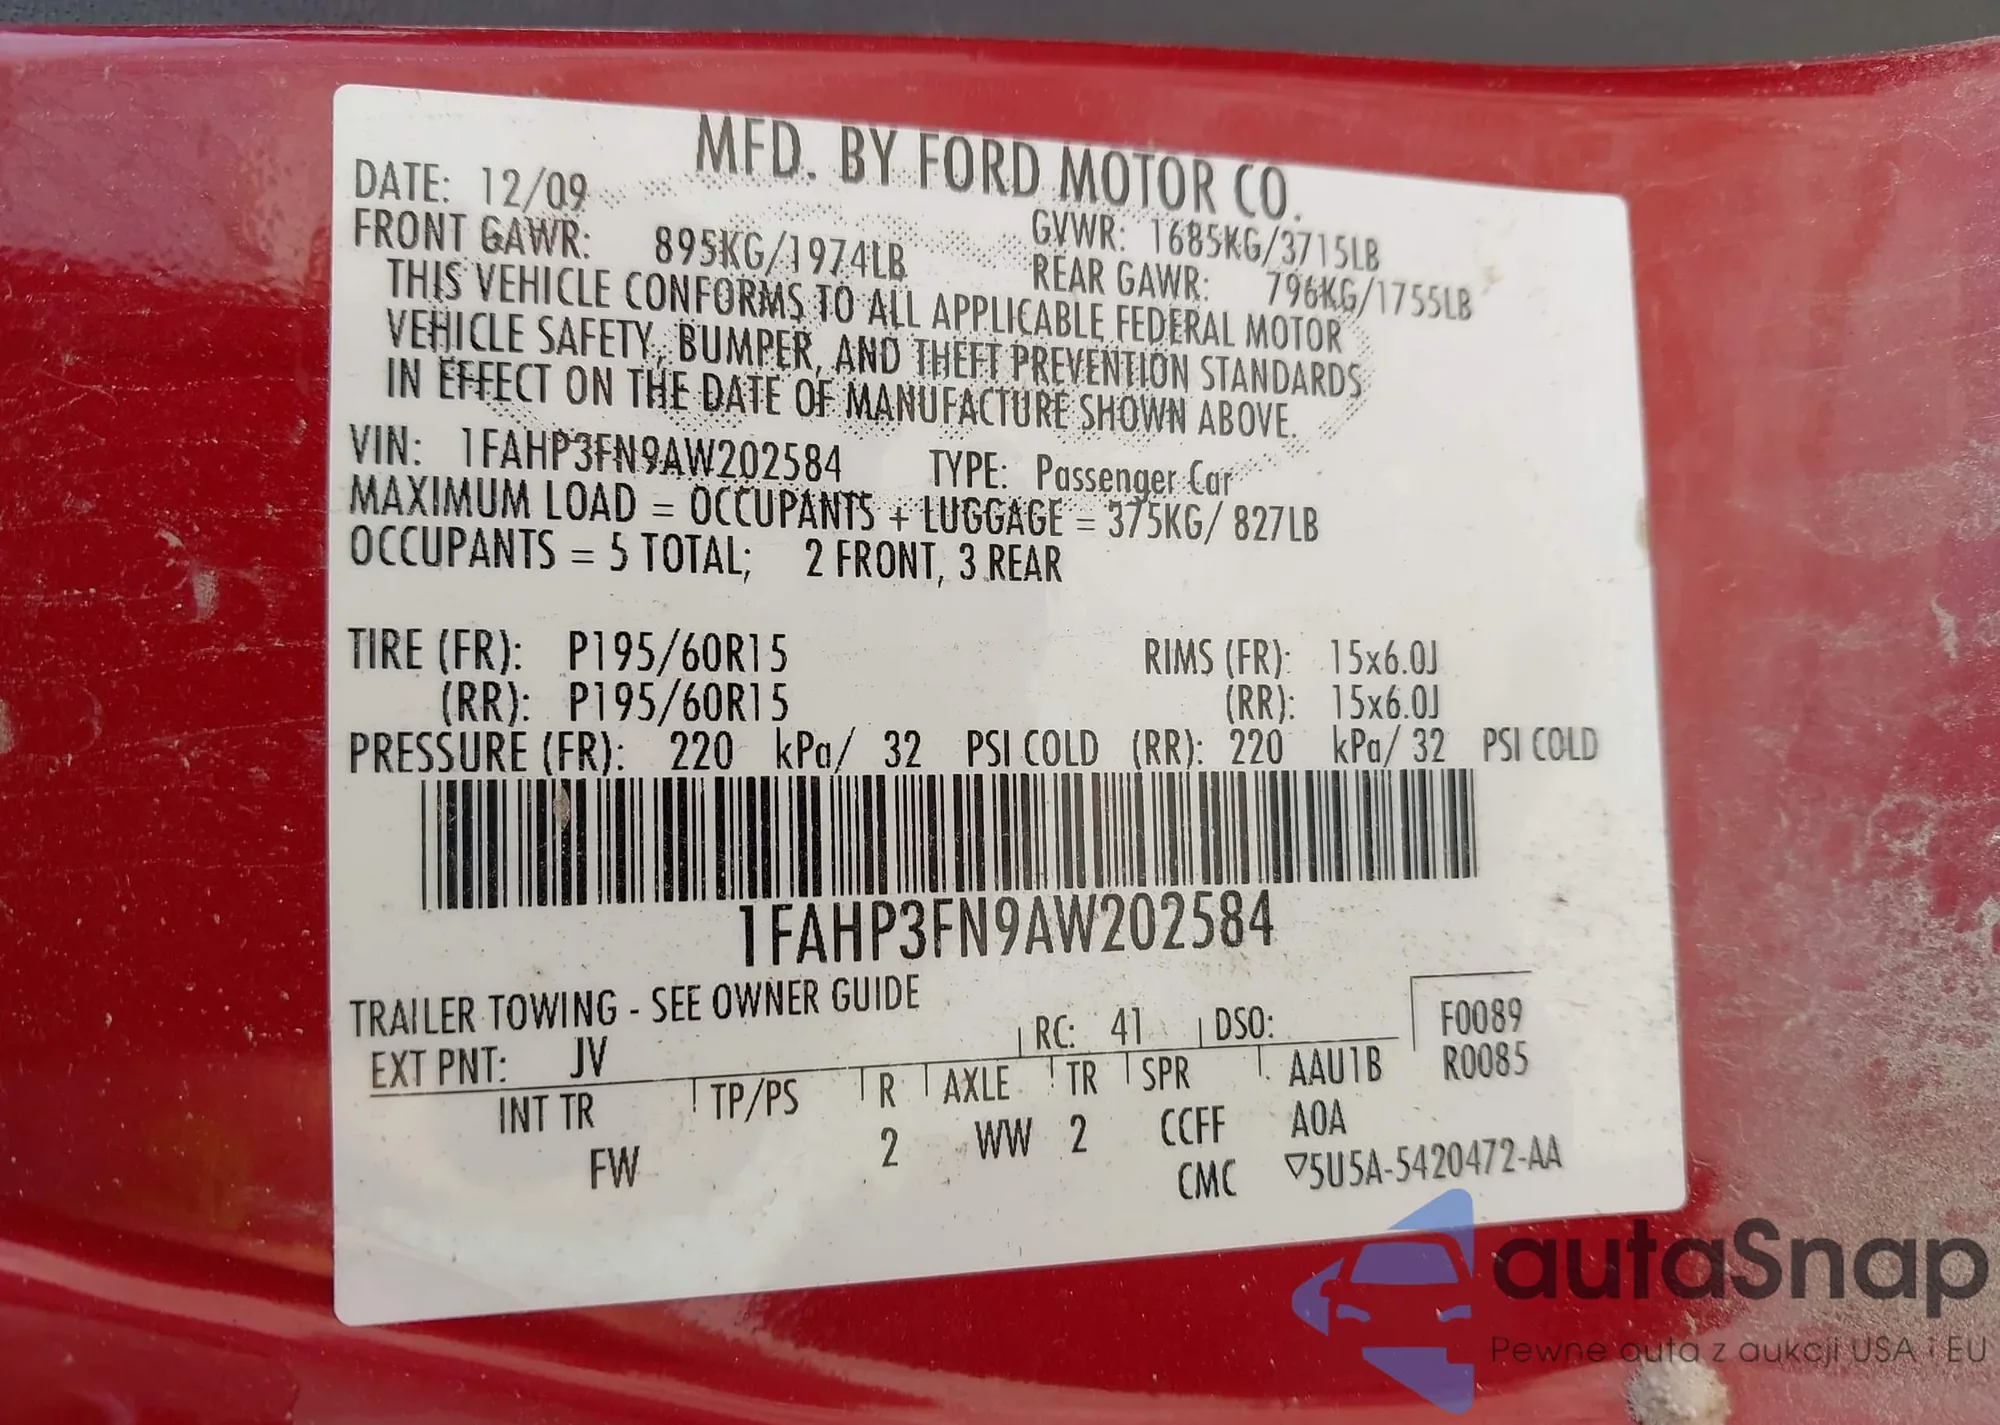 MFD. BY FORD MOTOR CO.
DATE: 12/09
GVWR: 1685KG/3715LB
FRONT GAWR: 895KG/1974LB
REAR GAWR: 796KG/1755LB
THIS VEHICLE CONFORMS TO ALL APPLICABLE FEDERAL MOTOR
VEHICLE SAFETY, BUMPER, AND THEFT PREVENTION STANDARDS
IN EFFECT ON THE DATE OF MANUFACTURE SHOWN ABOVE.
VIN: 1FAHP3FN9AW202584 TYPE: Passenger Car
MAXIMUM LOAD = OCCUPANTS + LUGGAGE = 375KG/ 827LB
OCCUPANTS = 5 TOTAL; 2 FRONT, 3 REAR
TIRE (FR): P195/60R15 RIMS (FR): 15x6.0J
(RR): P195/60R15 (RR): 15x6.0J
PRESSURE (FR): 220 kPa/ 32 PSI COLD (RR): 220 kPa/ 32 PSI COLD
1FAHP3FN9AW202584
TRAILER TOWING - SEE OWNER GUIDE
EXT PNT: JV RC: 41 DSO: F0089
R0085
INT TR TP/PS R AXLE TR SPR AAU1B
FW 2 WW 2 CCFF A0A
CMC ▽5U5A-5420472-AA
autaSnap
Pewne auta z aukcji USA i EU